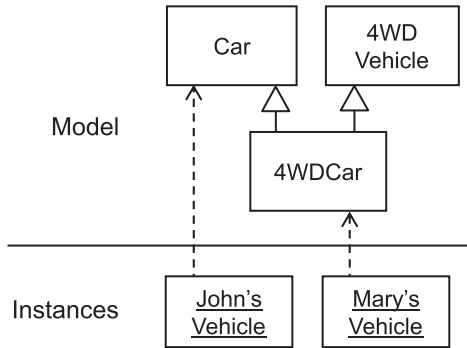 Car
4WD
Vehicle
Model
4WDCar
Instances
John's
Vehicle
Mary's
Vehicle